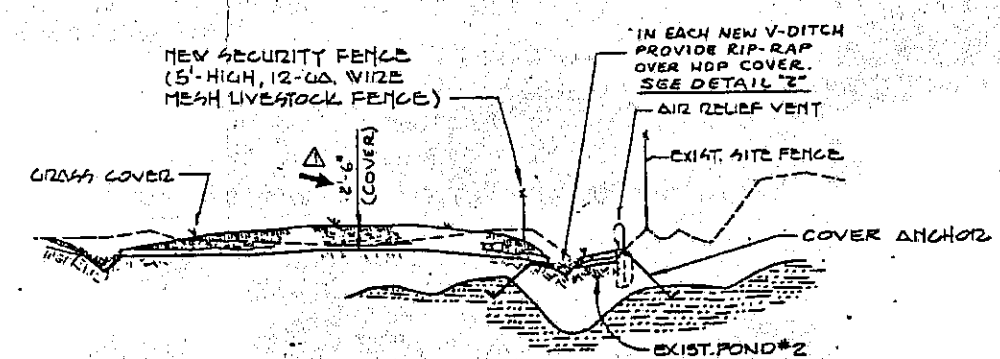 NEW SECURITY FENCE
(5'-HIGH, 12-GA. WIRE
MESH LIVESTOCK FENCE)
IN EACH NEW V-DITCH
PROVIDE RIP-RAP
OVER HDP COVER.
SEE DETAIL "Z"
AIR RELIEF VENT
EXIST. SITE FENCE
GRASS COVER
2'-6"
(COVER)
COVER ANCHOR
EXIST. POND #2